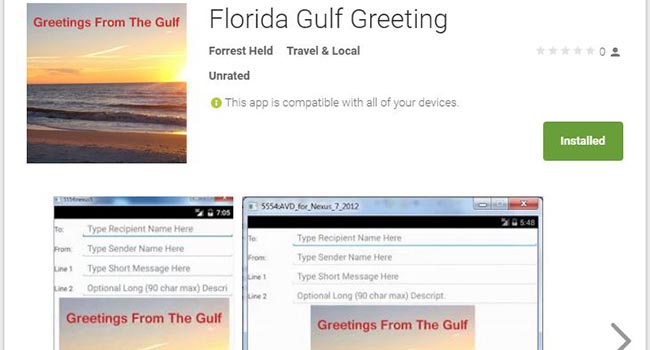 Greetings From The Gulf
Florida Gulf Greeting
Forrest Held Travel & Local
0
Unrated
This app is compatible with all of your devices.
Installed
5554:nexus5
7:05
To: Type Recipient Name Here
From: Type Sender Name Here
Line 1 Type Short Message Here
Line 2 Optional Long (90 char max) Descri
Greetings From The Gulf
5554:AVD_for_Nexus_7_2012
5:48
To: Type Recipient Name Here
From: Type Sender Name Here
Line 1 Type Short Message Here
Line 2 Optional Long (90 char max) Descript.
Greetings From The Gulf